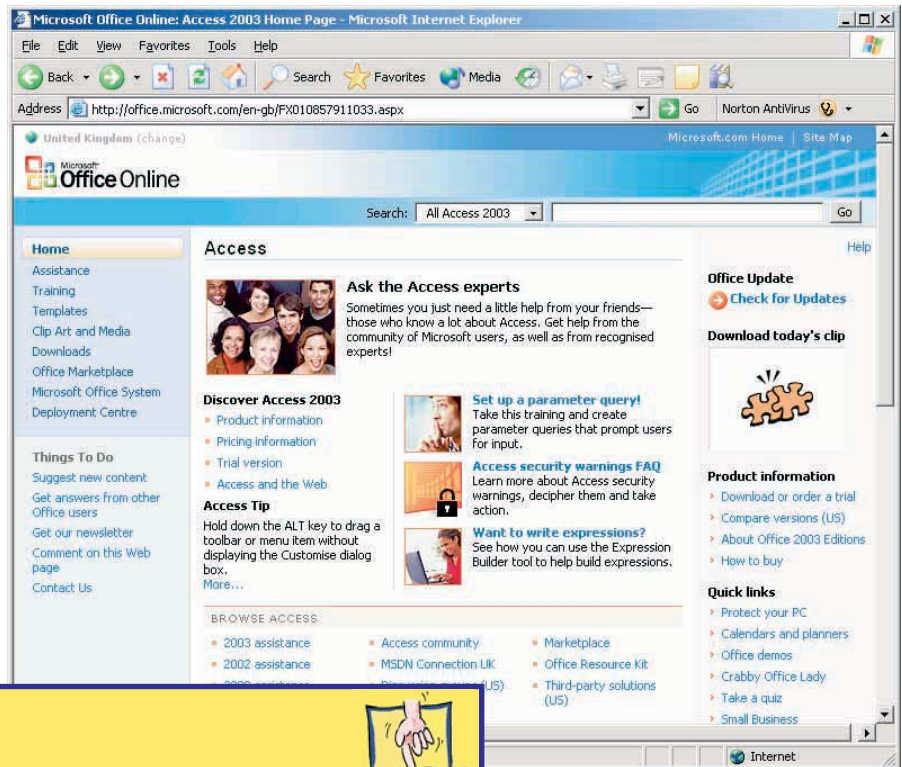 Microsoft Office Online: Access 2003 Home Page - Microsoft Internet Explorer
File Edit View Favorites Tools Help
Back Search Favorites Media
Address http://office.microsoft.com/en-gb/FX010857911033.aspx Go Norton AntiVirus
United Kingdom (change) Microsoft.com Home | Site Map
Microsoft
Office Online
Search: All Access 2003 Go
Home
Assistance
Training
Templates
Clip Art and Media
Downloads
Office Marketplace
Microsoft Office System
Deployment Centre
Things To Do
Suggest new content
Get answers from other
Office users
Get our newsletter
Comment on this Web
page
Contact Us
Access
Ask the Access experts
Sometimes you just need a little help from your friends—
those who know a lot about Access. Get help from the
community of Microsoft users, as well as from recognised
experts!
Discover Access 2003
Product information
Pricing information
Trial version
Access and the Web
Access Tip
Hold down the ALT key to drag a
toolbar or menu item without
displaying the Customise dialog
box.
More...
Set up a parameter query!
Take this training and create
parameter queries that prompt users
for input.
Access security warnings FAQ
Learn more about Access security
warnings, decipher them and take
action.
Want to write expressions?
See how you can use the Expression
Builder tool to help build expressions.
BROWSE ACCESS
2003 assistance Access community Marketplace
2002 assistance MSDN Connection UK Office Resource Kit
(US) Third-party solutions
(US)
Help
Office Update
Check for Updates
Download today's clip
Product information
Download or order a trial
Compare versions (US)
About Office 2003 Editions
How to buy
Quick links
Protect your PC
Calendars and planners
Office demos
Crabby Office Lady
Take a quiz
Small Business
Internet